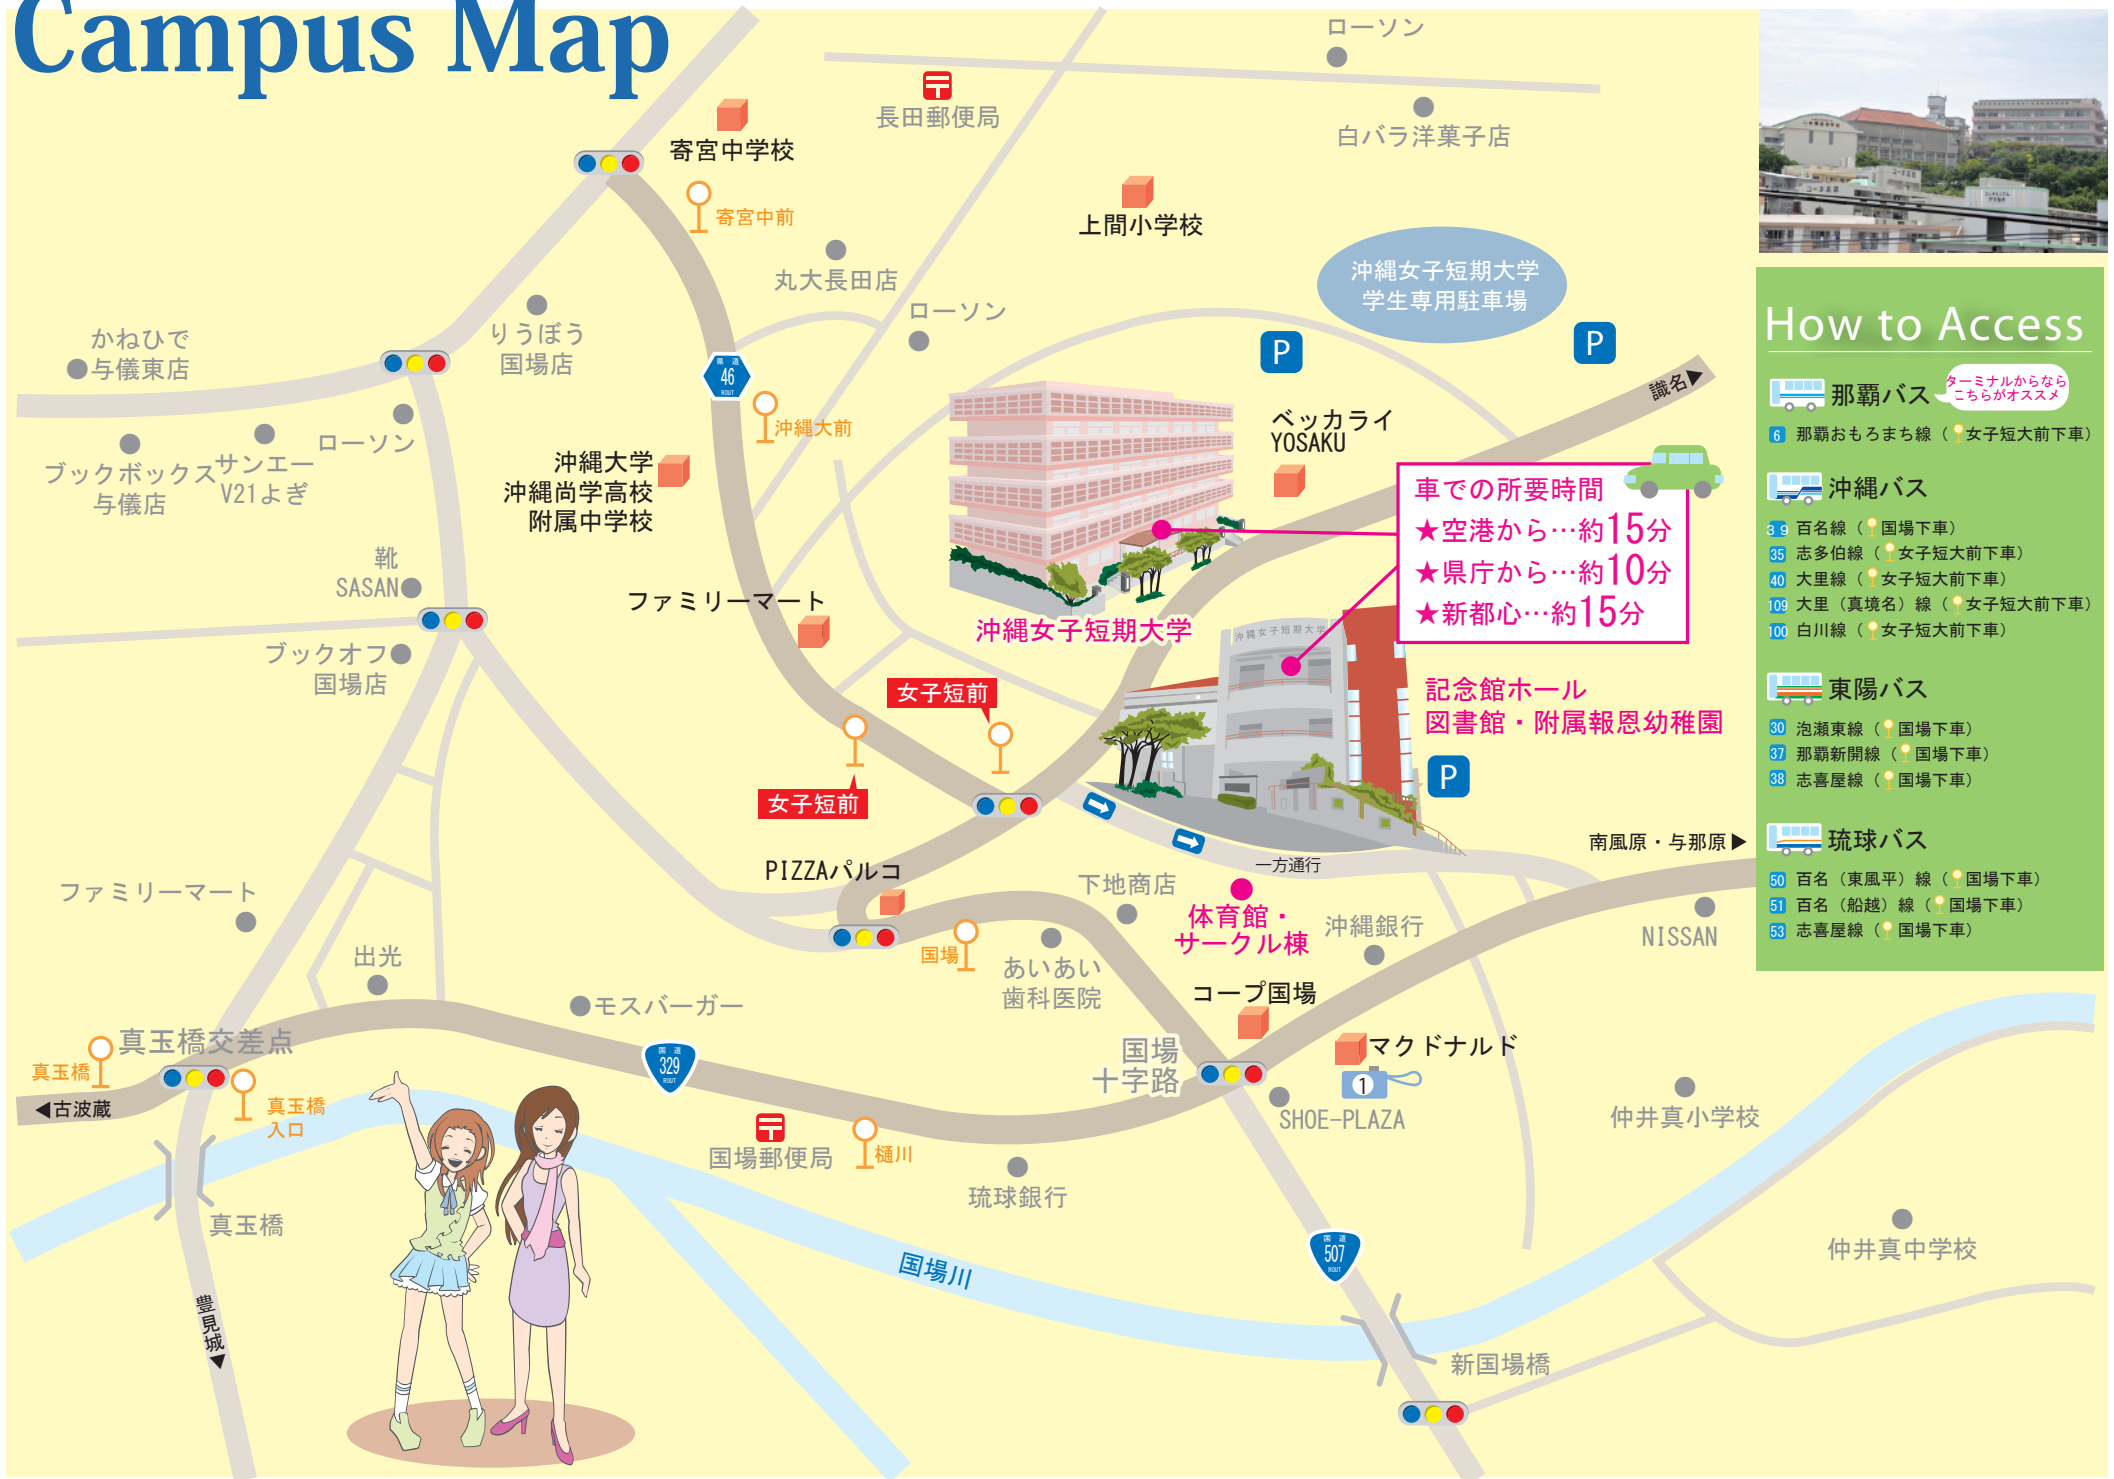 Campus Map
ローソン
長田郵便局
白バラ洋菓子店
寄宮中学校
寄宮中前
上間小学校
丸大長田店
ローソン
沖縄女子短期大学
学生専用駐車場
P
P
識名▶
かねひで
与儀東店
りうぼう
国場店
県道
46
ROUT
沖縄大前
ローソン
ブックボックス
与儀店
サンエー
V21よぎ
沖縄大学
沖縄尚学高校
附属中学校
ベッカライ
YOSAKU
車での所要時間
★空港から…約15分
★県庁から…約10分
★新都心…約15分
靴
SASAN
ファミリーマート
沖縄女子短期大学
沖縄女子短期大学
ブックオフ
国場店
女子短前
女子短前
記念館ホール
図書館・附属報恩幼稚園
P
南風原・与那原▶
一方通行
PIZZAパルコ
下地商店
体育館・
サークル棟
沖縄銀行
NISSAN
ファミリーマート
国場
あいあい
歯科医院
出光
モスバーガー
コープ国場
マクドナルド
1
真玉橋交差点
真玉橋
◀古波蔵
真玉橋
入口
国道
329
ROUT
国場
十字路
SHOE-PLAZA
仲井真小学校
国場郵便局
樋川
琉球銀行
真玉橋
国場川
国道
507
ROUT
仲井真中学校
豊見城▶
新国場橋
How to Access
那覇バス
ターミナルからなら
こちらがオススメ
6 那覇おもろまち線（女子短大前下車）
沖縄バス
39 百名線（国場下車）
35 志多伯線（女子短大前下車）
40 大里線（女子短大前下車）
109 大里（真境名）線（女子短大前下車）
100 白川線（女子短大前下車）
東陽バス
30 泡瀬東線（国場下車）
37 那覇新開線（国場下車）
38 志喜屋線（国場下車）
琉球バス
50 百名（東風平）線（国場下車）
51 百名（船越）線（国場下車）
53 志喜屋線（国場下車）